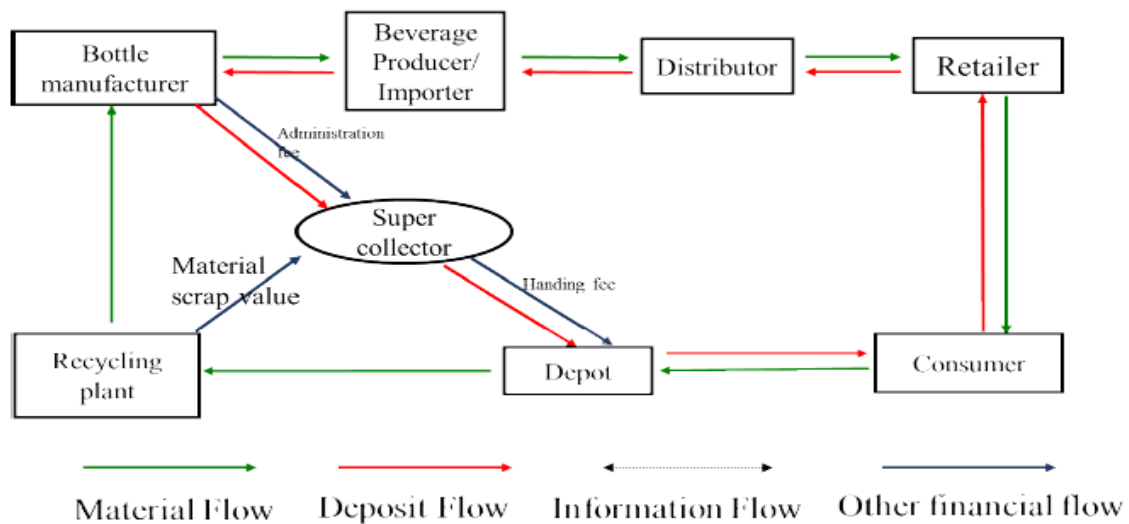 Bottle
manufacturer
Beverage
Producer/
Importer
Distributor
Retailer
Administration
fee
Super
collector
Material
scrap value
Handing fee
Recycling
plant
Depot
Consumer
Material Flow
Deposit Flow
Information Flow
Other financial flow